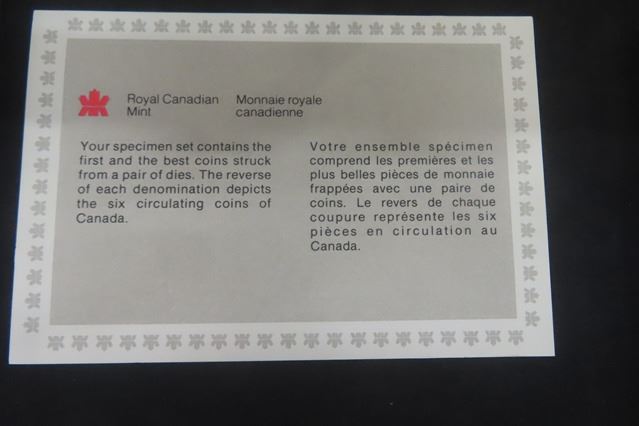 Royal Canadian
Mint
Monnaie royale
canadienne
Your specimen set contains the
first and the best coins struck
from a pair of dies. The reverse
of each denomination depicts
the six circulating coins of
Canada.
Votre ensemble spécimen
comprend les premières et les
plus belles pièces de monnaie
frappées avec une paire de
coins. Le revers de chaque
coupure représente les six
pièces en circulation au
Canada.